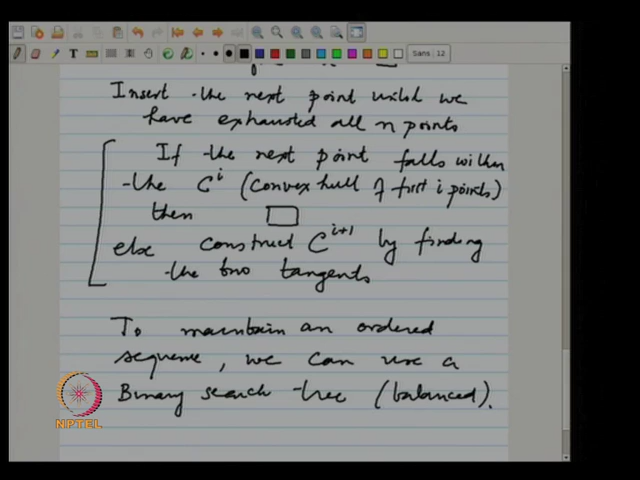 Insert the next point until we
have exhausted all n points
If the next point falls within
the C^i (convex hull of first i points)
then
else construct C^{i+1} by finding
the two tangents
To maintain an ordered
sequence, we can use a
Binary search tree (balanced).
NPTEL
Sans 12